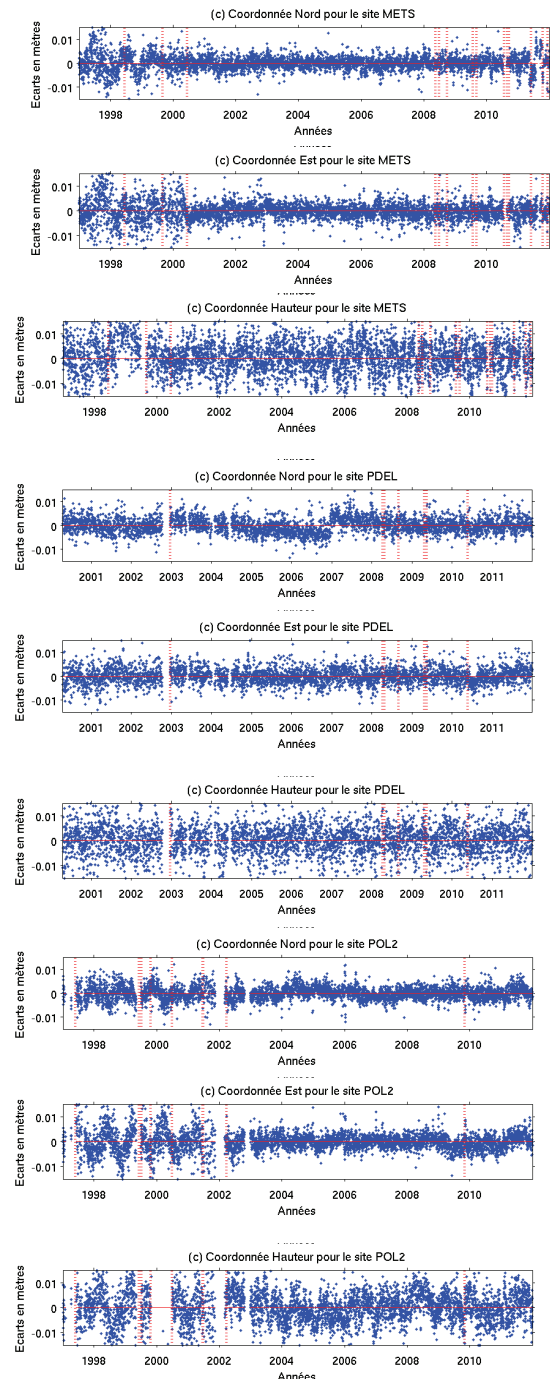 (c) Coordonnée Nord pour le site METS
Ecarts en mètres
0.01
0
-0.01
1998 2000 2002 2004 2006 2008 2010
Années
(c) Coordonnée Est pour le site METS
Ecarts en mètres
0.01
0
-0.01
1998 2000 2002 2004 2006 2008 2010
Années
(c) Coordonnée Hauteur pour le site METS
Ecarts en mètres
0.01
0
-0.01
1998 2000 2002 2004 2006 2008 2010
Années
(c) Coordonnée Nord pour le site PDEL
Ecarts en mètres
0.01
0
-0.01
2001 2002 2003 2004 2005 2006 2007 2008 2009 2010 2011
Années
(c) Coordonnée Est pour le site PDEL
Ecarts en mètres
0.01
0
-0.01
2001 2002 2003 2004 2005 2006 2007 2008 2009 2010 2011
Années
(c) Coordonnée Hauteur pour le site PDEL
Ecarts en mètres
0.01
0
-0.01
2001 2002 2003 2004 2005 2006 2007 2008 2009 2010 2011
Années
(c) Coordonnée Nord pour le site POL2
Ecarts en mètres
0.01
0
-0.01
1998 2000 2002 2004 2006 2008 2010
Années
(c) Coordonnée Est pour le site POL2
Ecarts en mètres
0.01
0
-0.01
1998 2000 2002 2004 2006 2008 2010
Années
(c) Coordonnée Hauteur pour le site POL2
Ecarts en mètres
0.01
0
-0.01
1998 2000 2002 2004 2006 2008 2010
Années